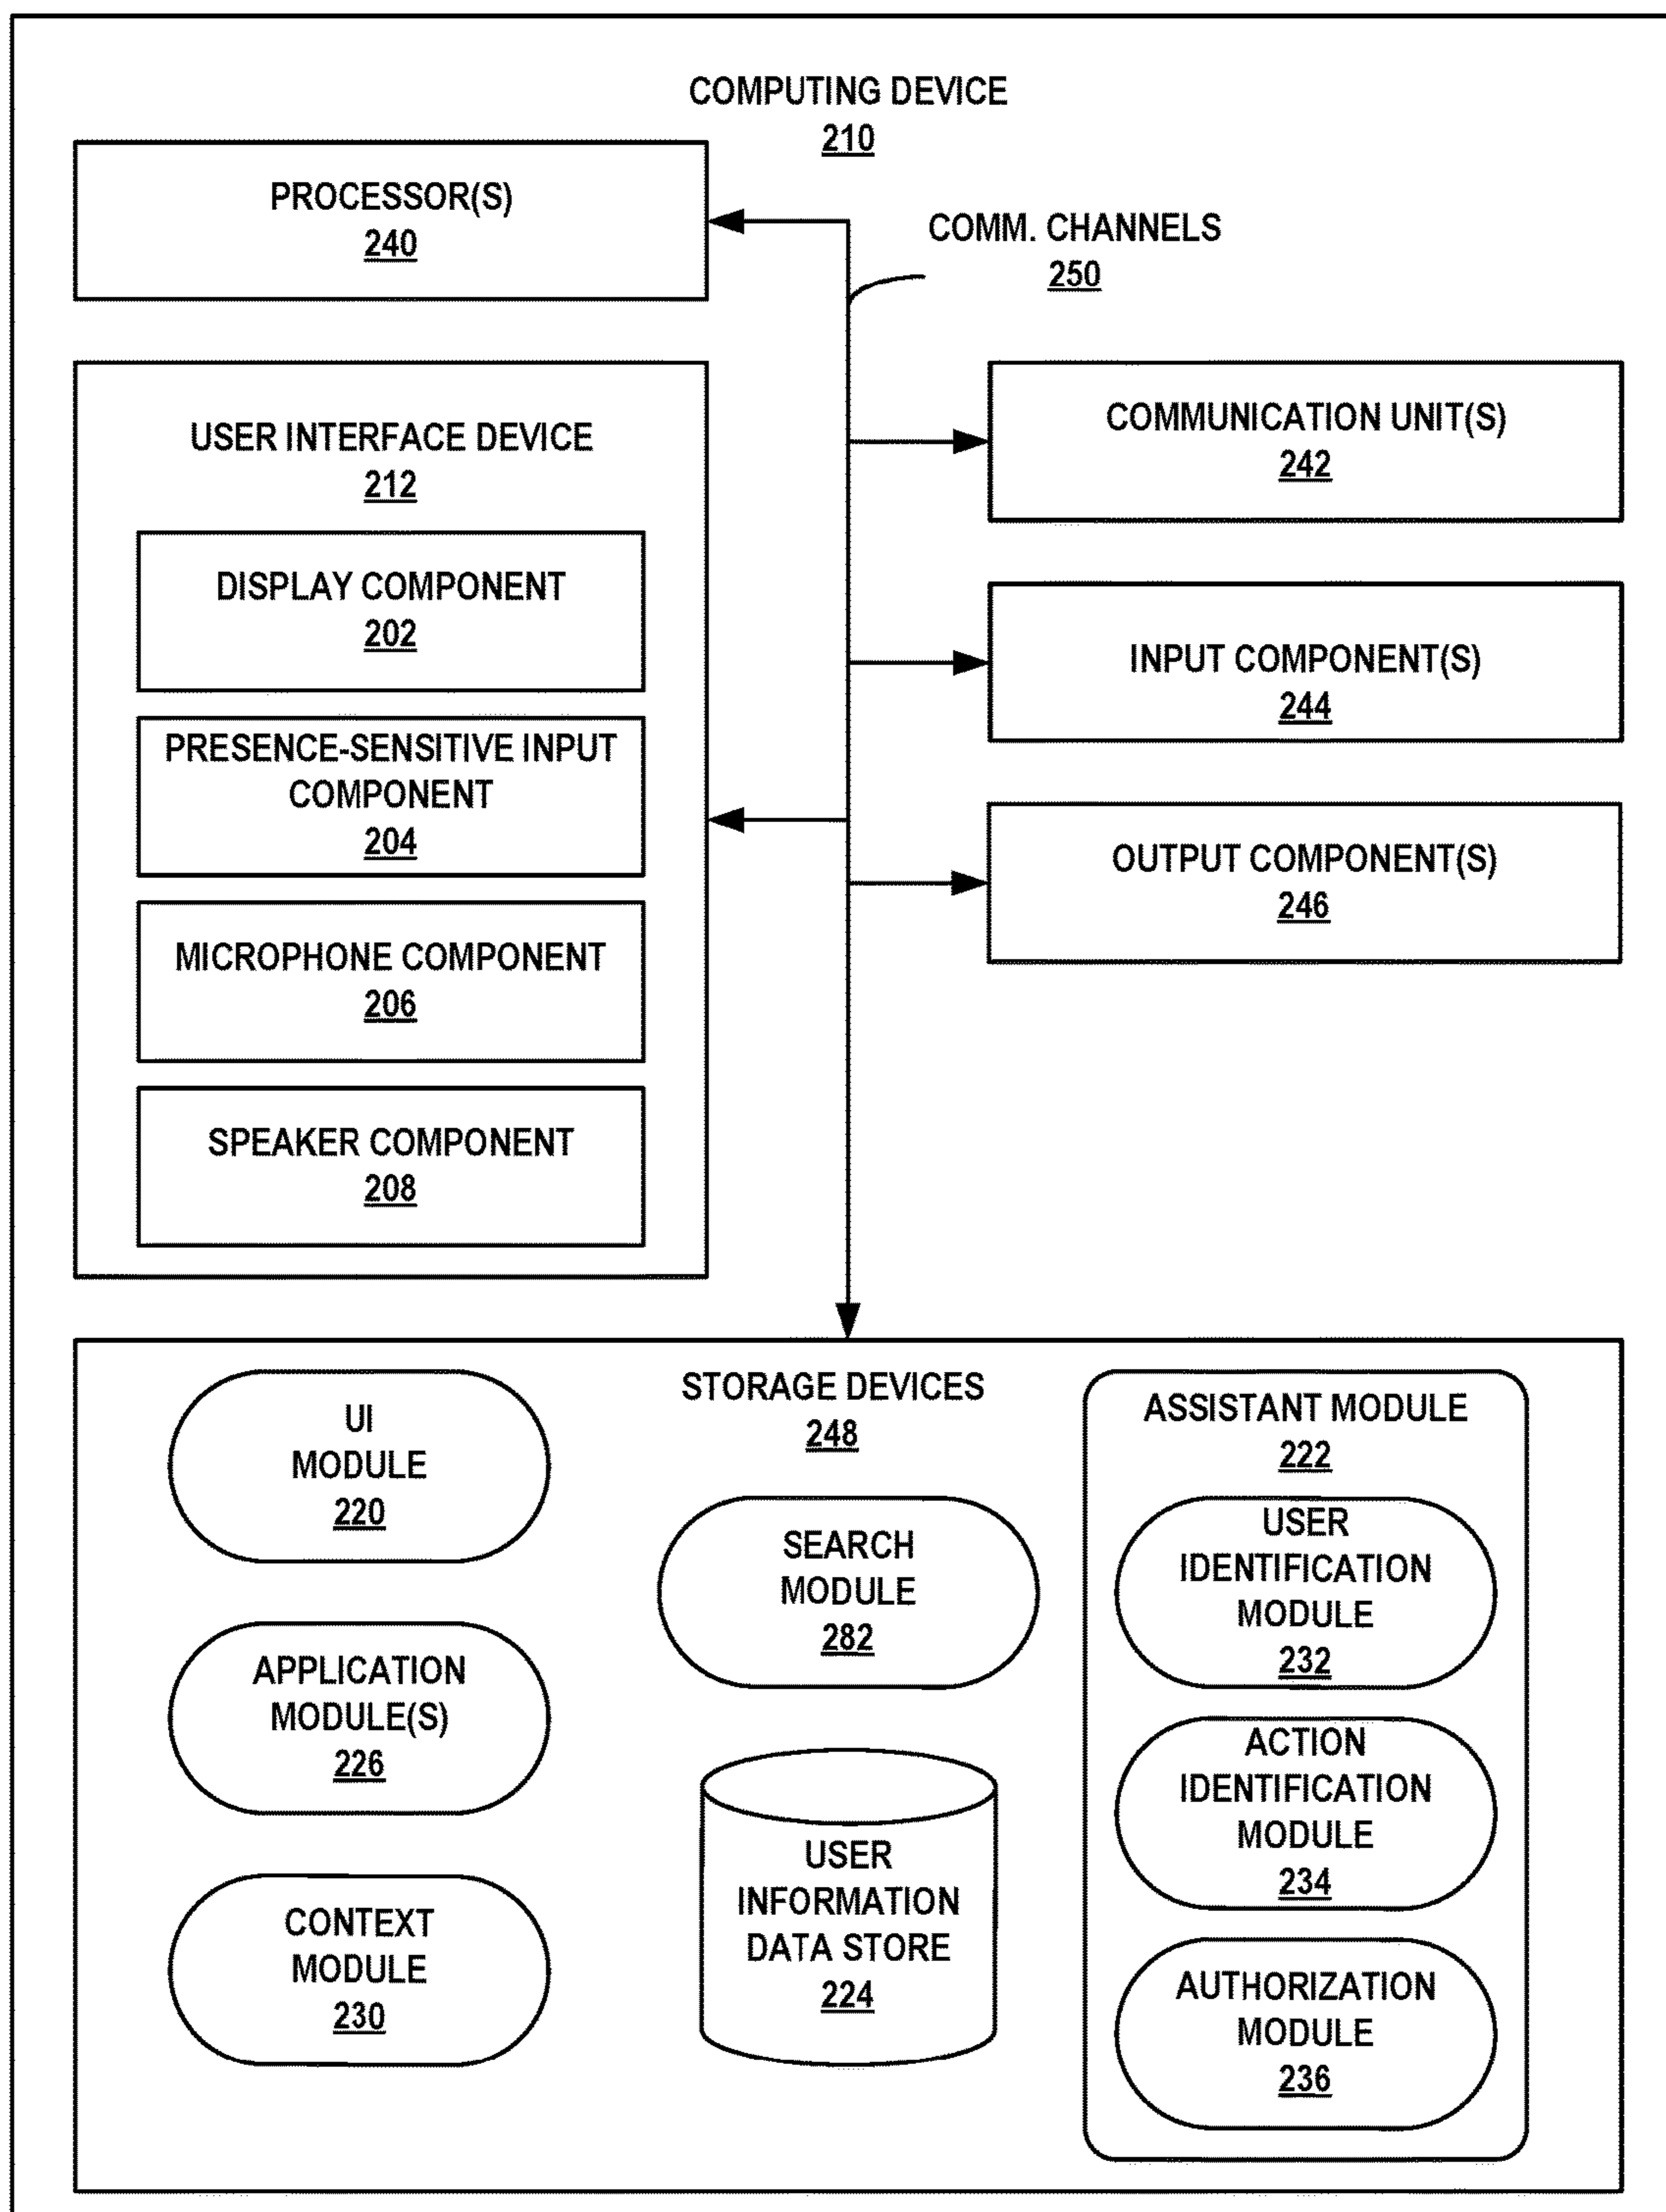 COMPUTING DEVICE
210
PROCESSOR(S)
240
COMM. CHANNELS
250
USER INTERFACE DEVICE
212
DISPLAY COMPONENT
202
PRESENCE-SENSITIVE INPUT
COMPONENT
204
MICROPHONE COMPONENT
206
SPEAKER COMPONENT
208
COMMUNICATION UNIT(S)
242
INPUT COMPONENT(S)
244
OUTPUT COMPONENT(S)
246
STORAGE DEVICES
248
UI
MODULE
220
APPLICATION
MODULE(S)
226
CONTEXT
MODULE
230
SEARCH
MODULE
282
USER
INFORMATION
DATA STORE
224
ASSISTANT MODULE
222
USER
IDENTIFICATION
MODULE
232
ACTION
IDENTIFICATION
MODULE
234
AUTHORIZATION
MODULE
236